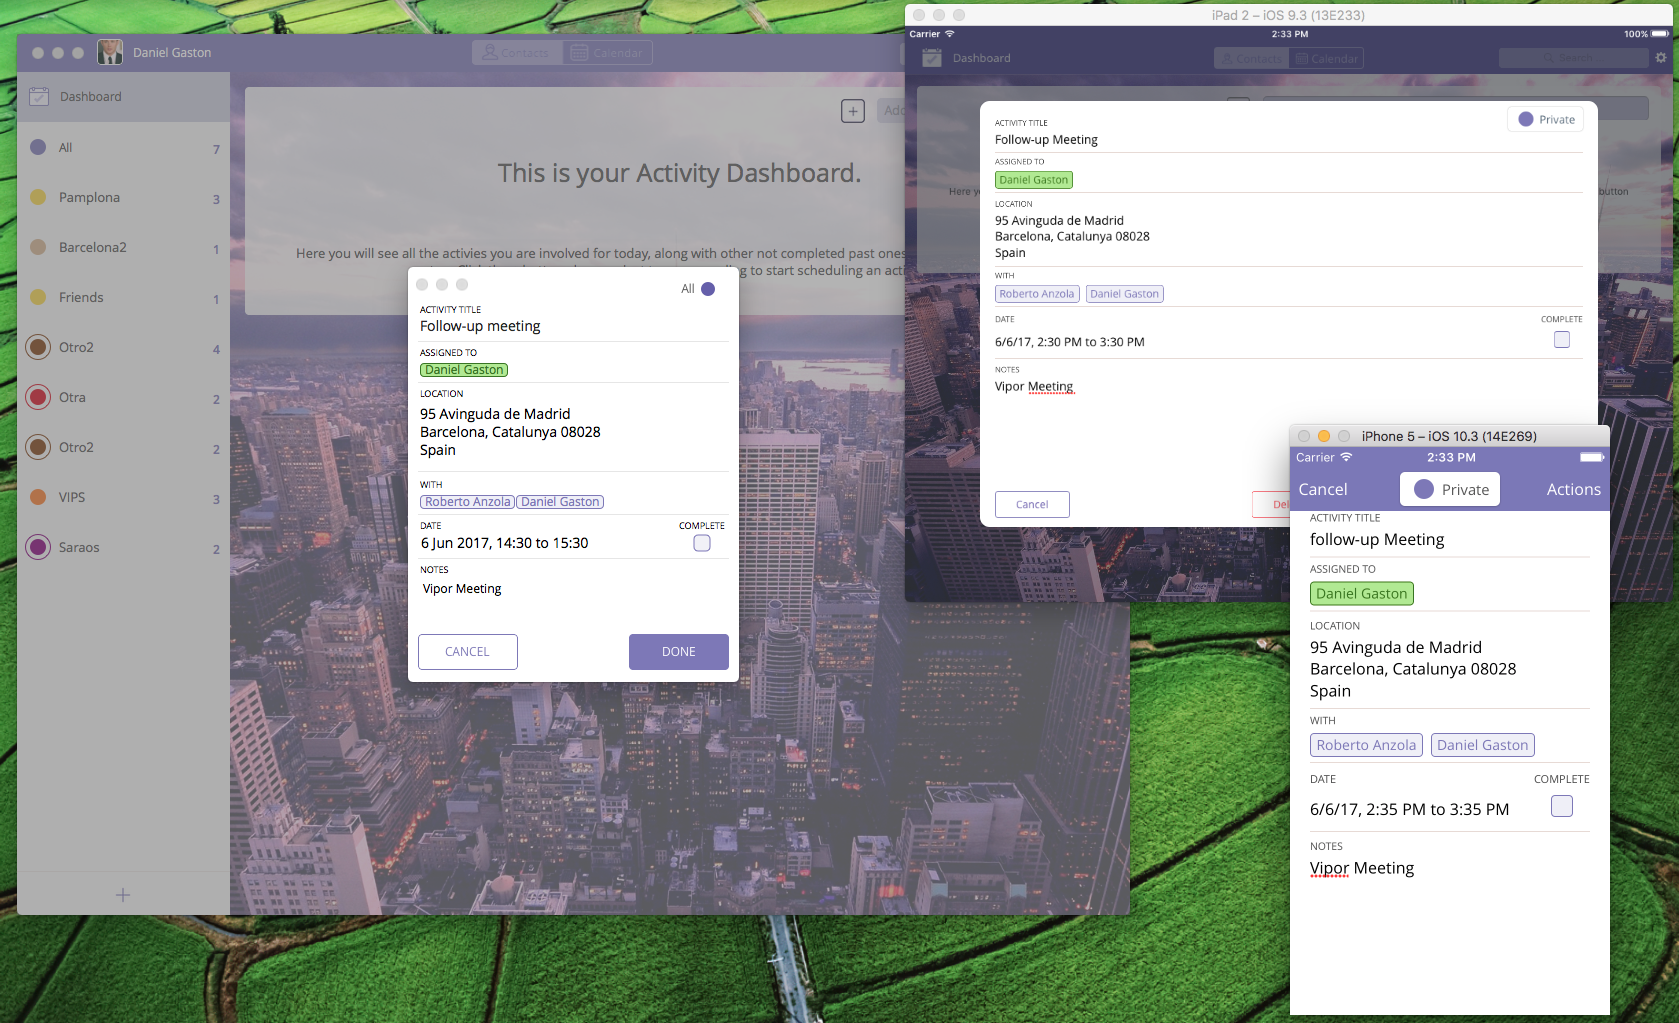 Daniel Gaston
Contacts
Calendar
Dashboard
All 7
Pamplona 3
Barcelona2 1
Friends 1
Otro2 4
Otra 2
Otro2 2
VIPS 3
Saraos 2
+
+
This is your Activity Dashboard.
Here you will see all the activies you are involved for today, along with other not completed past ones
to start scheduling an
All
ACTIVITY TITLE
Follow-up meeting
ASSIGNED TO
Daniel Gaston
LOCATION
95 Avinguda de Madrid
Barcelona, Catalunya 08028
Spain
WITH
Roberto Anzola Daniel Gaston
DATE COMPLETE
6 Jun 2017, 14:30 to 15:30
NOTES
Vipor Meeting
CANCEL DONE
iPad 2 – iOS 9.3 (13E233)
Carrier 2:33 PM 100%
Dashboard Contacts Calendar Search
Here
button
Private
ACTIVITY TITLE
Follow-up Meeting
ASSIGNED TO
Daniel Gaston
LOCATION
95 Avinguda de Madrid
Barcelona, Catalunya 08028
Spain
WITH
Roberto Anzola Daniel Gaston
DATE COMPLETE
6/6/17, 2:30 PM to 3:30 PM
NOTES
Vipor Meeting
Cancel Del
iPhone 5 – iOS 10.3 (14E269)
Carrier 2:33 PM
Cancel Private Actions
ACTIVITY TITLE
follow-up Meeting
ASSIGNED TO
Daniel Gaston
LOCATION
95 Avinguda de Madrid
Barcelona, Catalunya 08028
Spain
WITH
Roberto Anzola Daniel Gaston
DATE COMPLETE
6/6/17, 2:35 PM to 3:35 PM
NOTES
Vipor Meeting